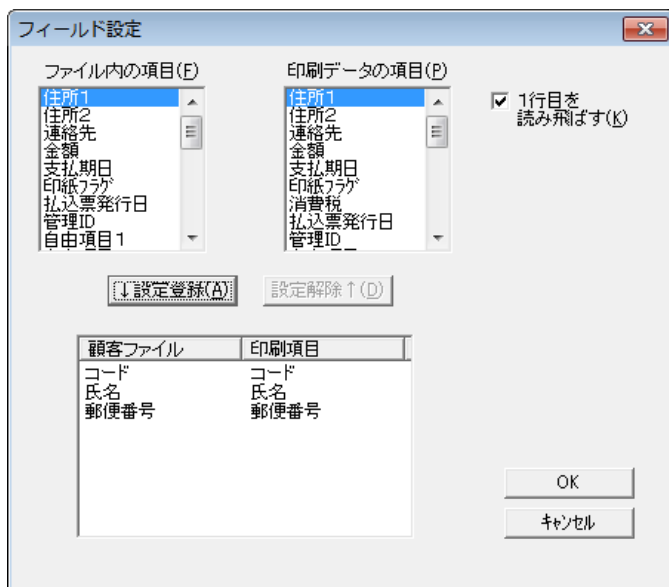 フィールド設定
ファイル内の項目(F)
印刷データの項目(P)
住所1
住所2
連絡先
金額
支払期日
印紙フラグ
払込票発行日
管理ID
自由項目1
住所1
住所2
連絡先
金額
支払期日
印紙フラグ
消費税
払込票発行日
管理ID
1行目を
読み飛ばす(K)
↓設定登録(A)
設定解除↑(D)
顧客ファイル 印刷項目
コード コード
氏名 氏名
郵便番号 郵便番号
OK
キャンセル